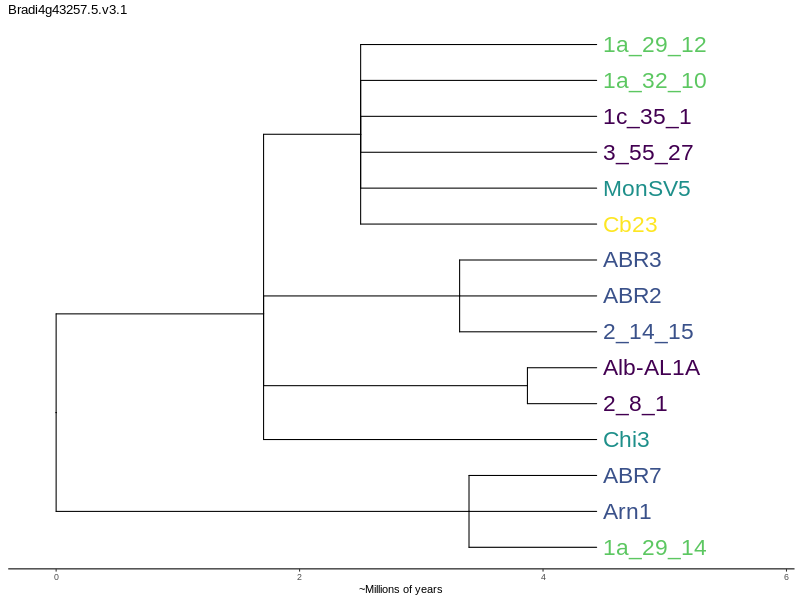 Bradi4g43257.5.v3.1
1a_29_12
1a_32_10
1c_35_1
3_55_27
MonSV5
Cb23
ABR3
ABR2
2_14_15
Alb-AL1A
2_8_1
Chi3
ABR7
Arn1
1a_29_14
0 2 4 6
~Millions of years